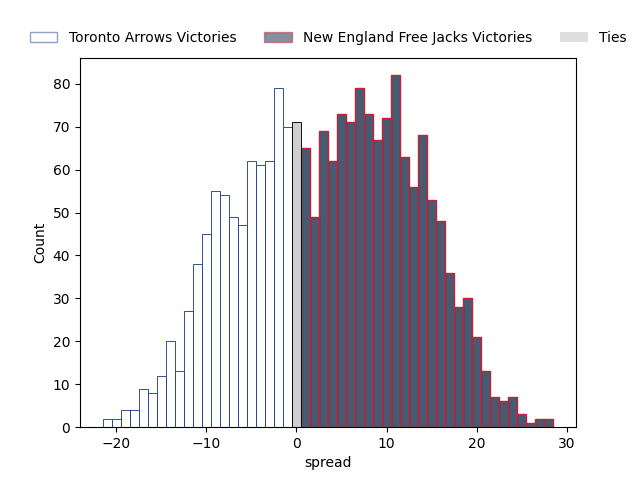 Toronto Arrows Victories New England Free Jacks Victories Ties
80
70
60
50
40
30
20
10
0
Count
−20 −10 0 10 20 30
spread